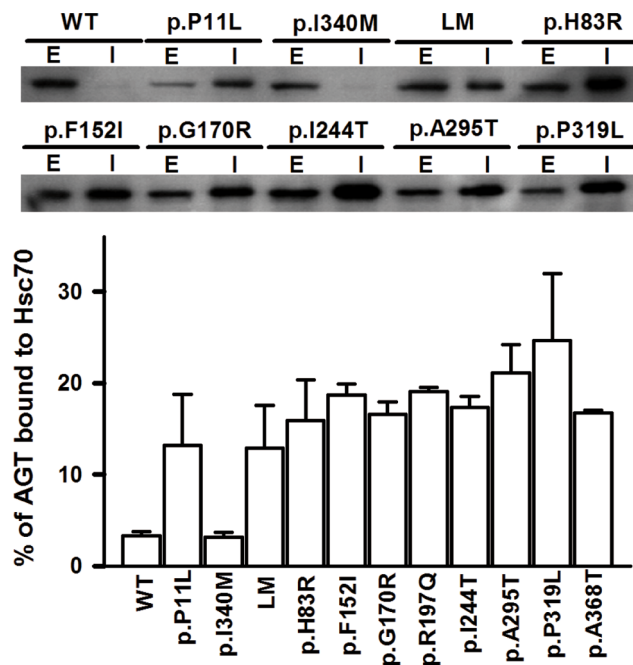 WT p.P11L p.I340M LM p.H83R
E I E I E I E I E I
p.F152I p.G170R p.I244T p.A295T p.P319L
E I E I E I E I E I
% of AGT bound to Hsc70
30
20
10
0
WT
p.P11L
p.I340M
LM
p.H83R
p.F152I
p.G170R
p.R197Q
p.I244T
p.A295T
p.P319L
p.A368T